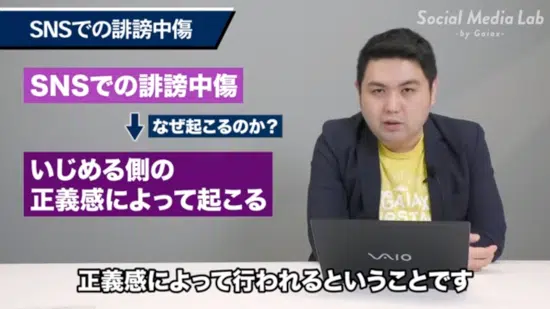 SNSでの誹謗中傷
Social Media Lab
-by Gaiax-
SNSでの誹謗中傷
なぜ起こるのか？
いじめる側の
正義感によって起こる
GAIAX
VAIO
正義感によって行われるということです